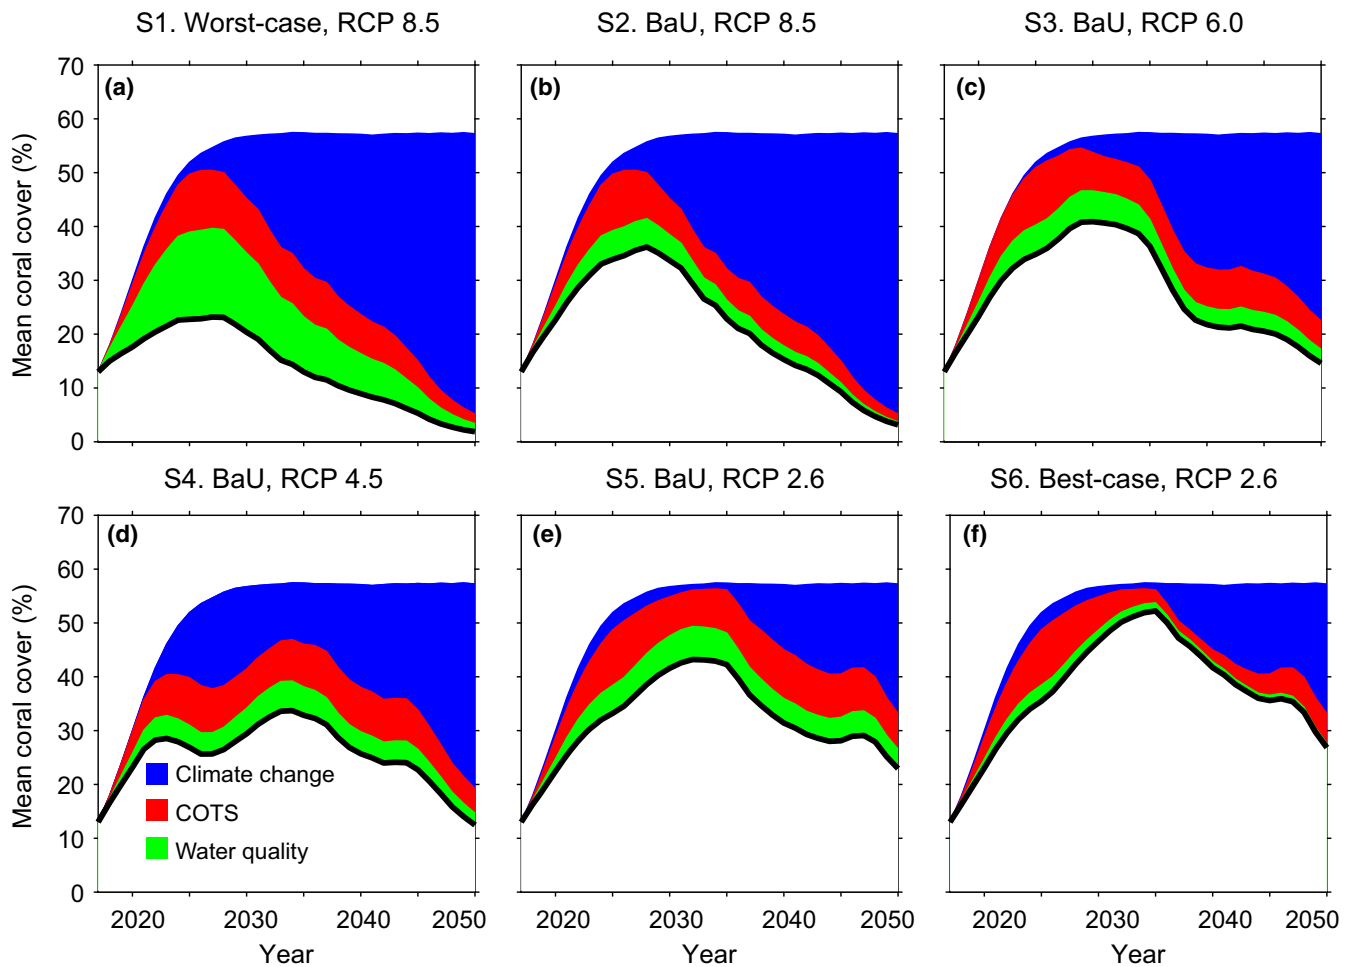 S1. Worst-case, RCP 8.5
S2. BaU, RCP 8.5
S3. BaU, RCP 6.0
(a)
(b)
(c)
70
60
50
40
30
20
10
0
Mean coral cover (%)
S4. BaU, RCP 4.5
S5. BaU, RCP 2.6
S6. Best-case, RCP 2.6
(d)
(e)
(f)
70
60
50
40
30
20
10
0
Mean coral cover (%)
Climate change
COTS
Water quality
2020 2030 2040 2050
2020 2030 2040 2050
2020 2030 2040 2050
Year
Year
Year